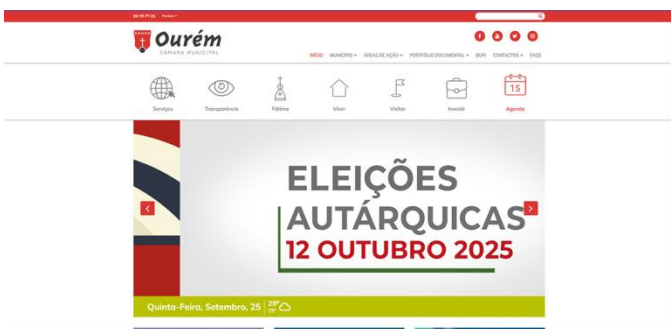 Ourém
CÂMARA MUNICIPAL
INÍCIO MUNICÍPIO ÁREAS DE AÇÃO PORTFÓLIO DOCUMENTAL BUPI CONTACTOS FAQS
15
Serviços Transparência Fátima Viver Visitar Investir Agenda
ELEIÇÕES
AUTÁRQUICAS
12 OUTUBRO 2025
Quinta-Feira, Setembro, 25 29°